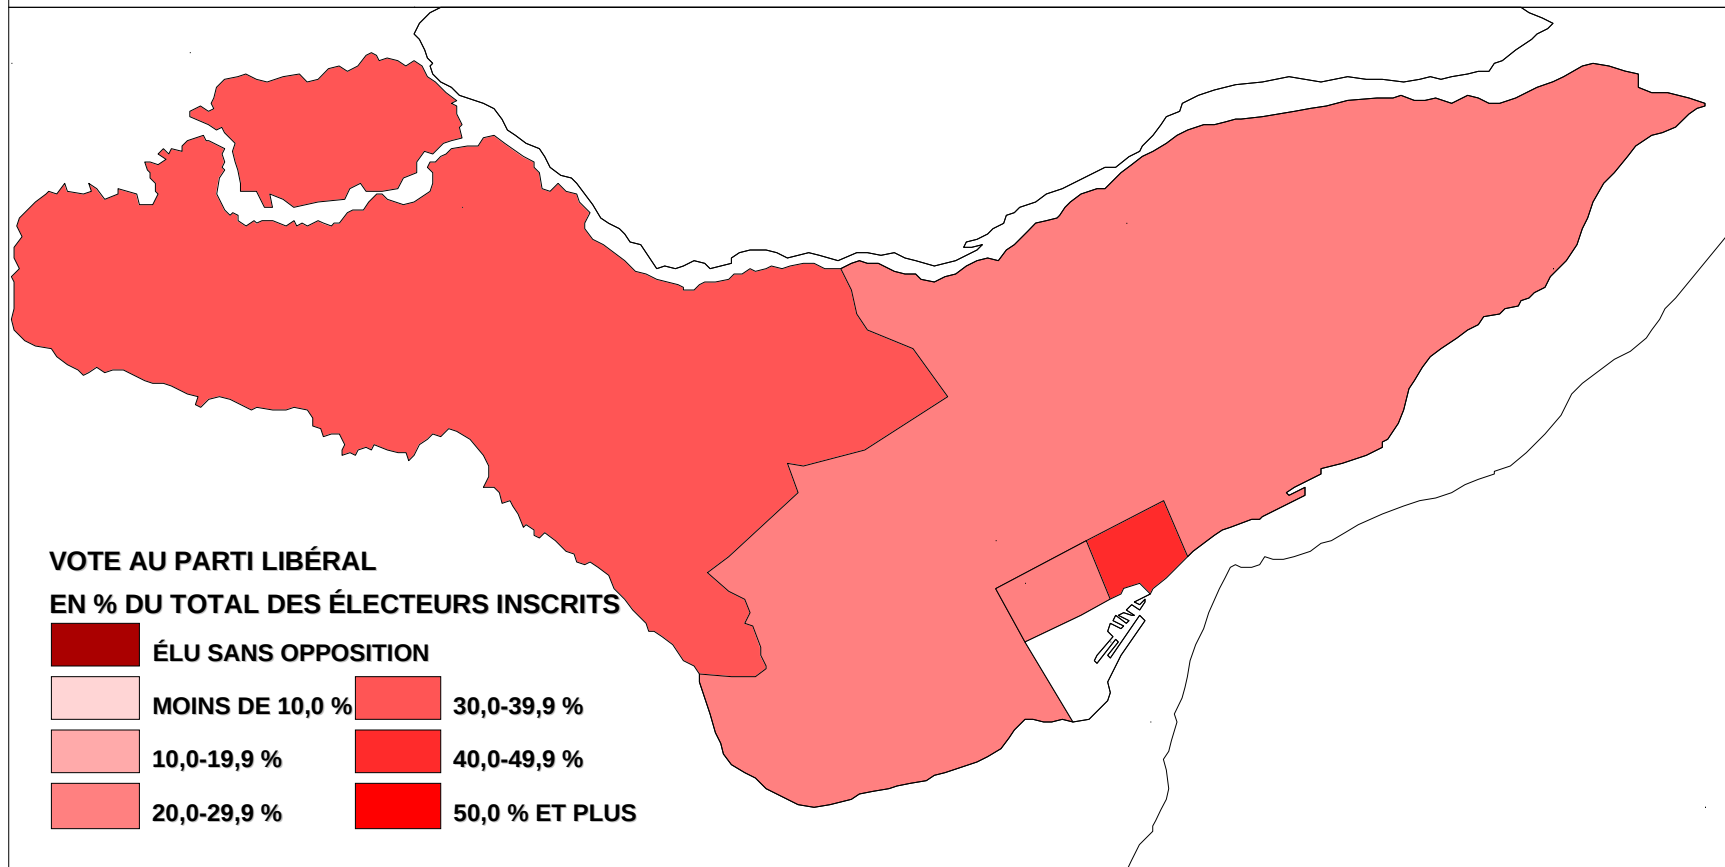 VOTE AU PARTI LIBÉRAL
EN % DU TOTAL DES ÉLECTEURS INSCRITS
ÉLU SANS OPPOSITION
MOINS DE 10,0 %
30,0-39,9 %
10,0-19,9 %
40,0-49,9 %
20,0-29,9 %
50,0 % ET PLUS